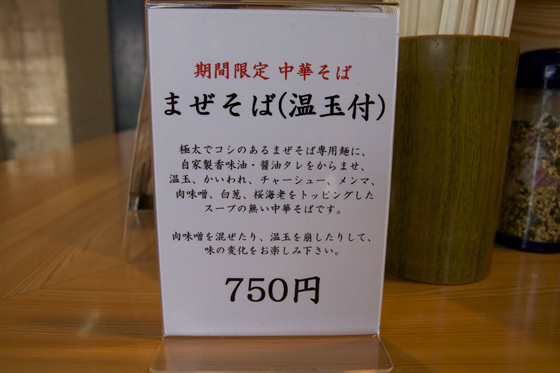 期間限定 中華そば
まぜそば(温玉付)
極太でコシのあるまぜそば専用麺に、
自家製香味油・醤油タレをからませ、
温玉、かいわれ、チャーシュー、メンマ、
肉味噌、白葱、桜海老をトッピングした
スープの無い中華そばです。
肉味噌を混ぜたり、温玉を崩したりして、
味の変化をお楽しみ下さい。
750円